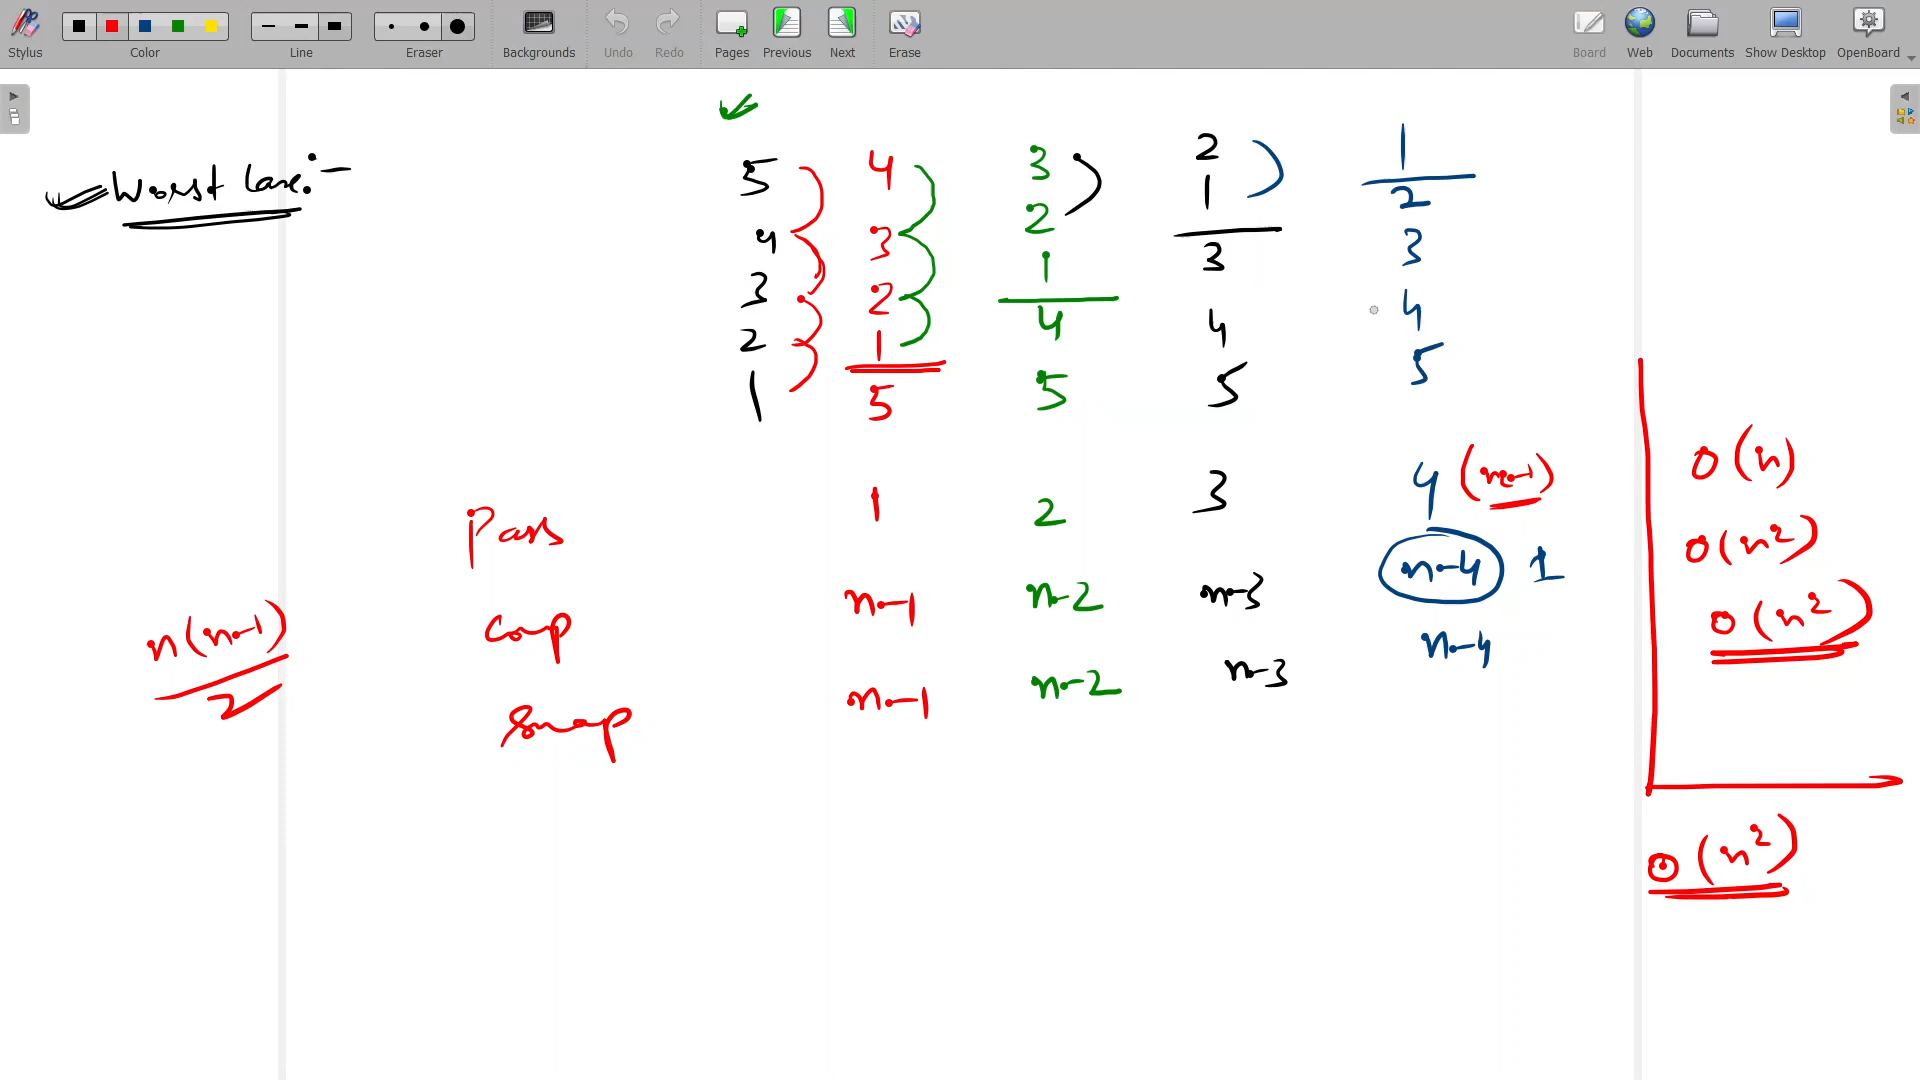 Stylus Color Line Eraser Backgrounds Undo Redo Pages Previous Next Erase Board Web Documents Show Desktop OpenBoard
Worst Case:-
5 4 3 2 1
4 3 2 1 2
3 2 1 3 3
2 1 4 4 4
1 5 5 5 5
Pass 1 2 3 4 (n-1)
Comp n-1 n-2 n-3 n-4 1
Swap n-1 n-2 n-3 n-4
n(n-1)
2
O(n)
O(n²)
O(n²)
O(n²)